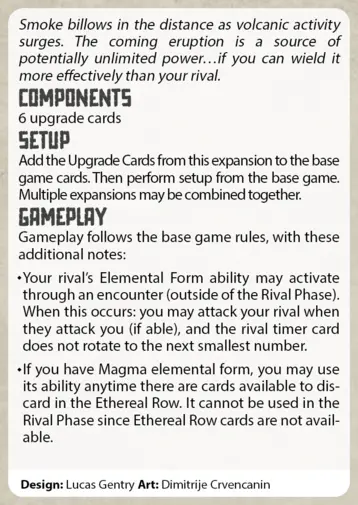 Smoke billows in the distance as volcanic activity
surges. The coming eruption is a source of
potentially unlimited power...if you can wield it
more effectively than your rival.
COMPONENTS
6 upgrade cards
SETUP
Add the Upgrade Cards from this expansion to the base
game cards. Then perform setup from the base game.
Multiple expansions may be combined together.
GAMEPLAY
Gameplay follows the base game rules, with these
additional notes:
•Your rival's Elemental Form ability may activate
through an encounter (outside of the Rival Phase).
When this occurs: you may attack your rival when
they attack you (if able), and the rival timer card
does not rotate to the next smallest number.
•If you have Magma elemental form, you may use
its ability anytime there are cards available to dis-
card in the Ethereal Row. It cannot be used in the
Rival Phase since Ethereal Row cards are not avail-
able.
Design: Lucas Gentry Art: Dimitrije Crvencanin